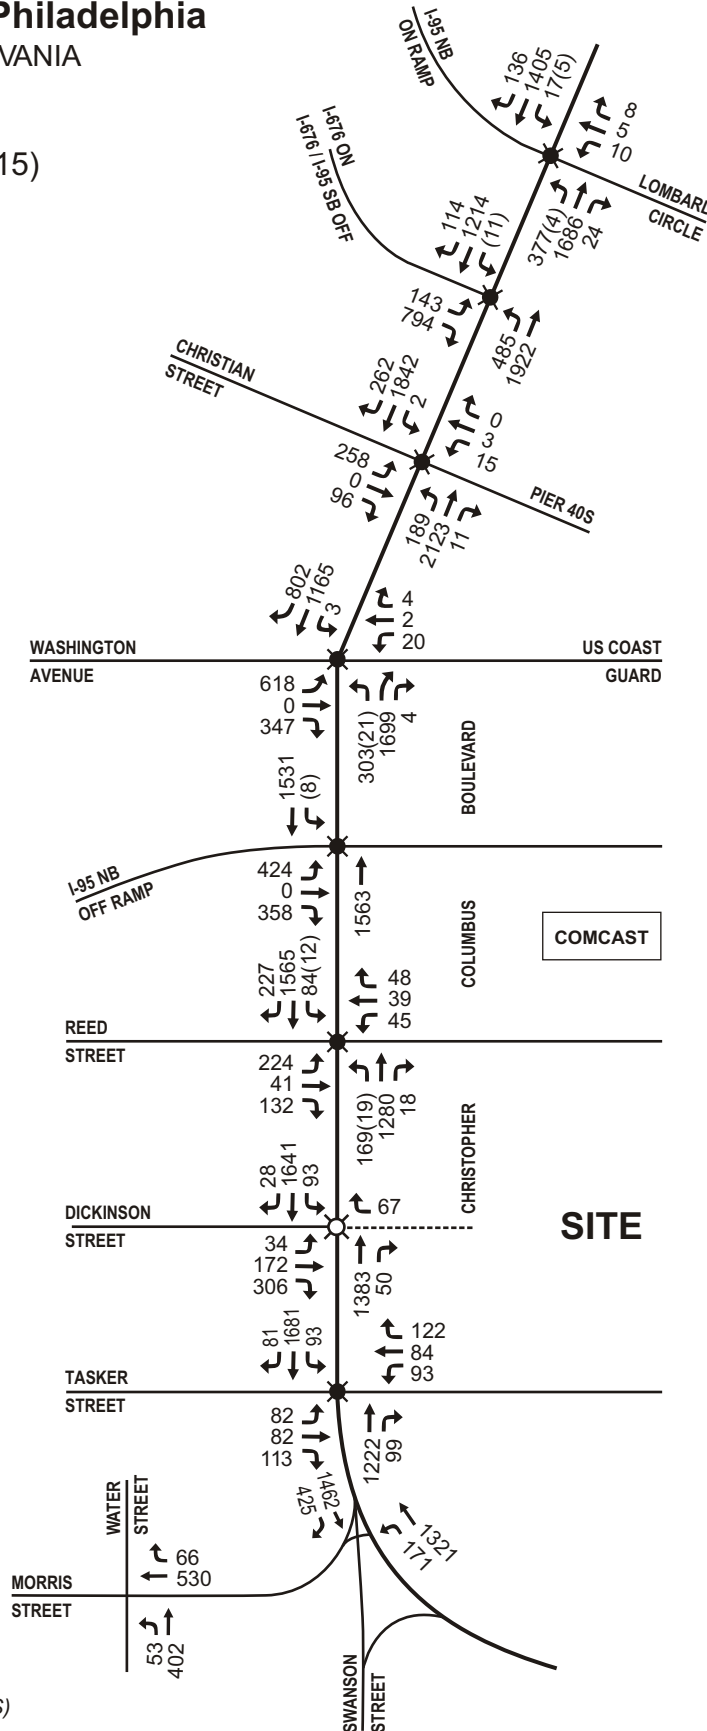 Philadelphia
VANIA
15)
I-95 NB
ON RAMP
136
1405
17(5)
8
5
10
LOMBARD
CIRCLE
377(4)
1686
24
I-676 ON
I-676 / I-95 SB OFF
114
1214
(11)
143
794
485
1922
CHRISTIAN
STREET
262
1842
2
0
3
15
258
0
96
189
2123
11
PIER 40S
802
1165
3
4
2
20
WASHINGTON
AVENUE
US COAST
GUARD
618
0
347
303(21)
1699
4
BOULEVARD
1531
(8)
I-95 NB
OFF RAMP
424
0
358
1563
COLUMBUS
COMCAST
227
1565
84(12)
48
39
45
REED
STREET
224
41
132
169(19)
1280
18
CHRISTOPHER
28
1641
93
67
DICKINSON
STREET
SITE
34
172
306
1383
50
81
1681
93
122
84
93
TASKER
STREET
82
82
113
1222
99
425
1462
1321
171
WATER
STREET
66
530
MORRIS
STREET
53
402
SWANSON
STREET
S)